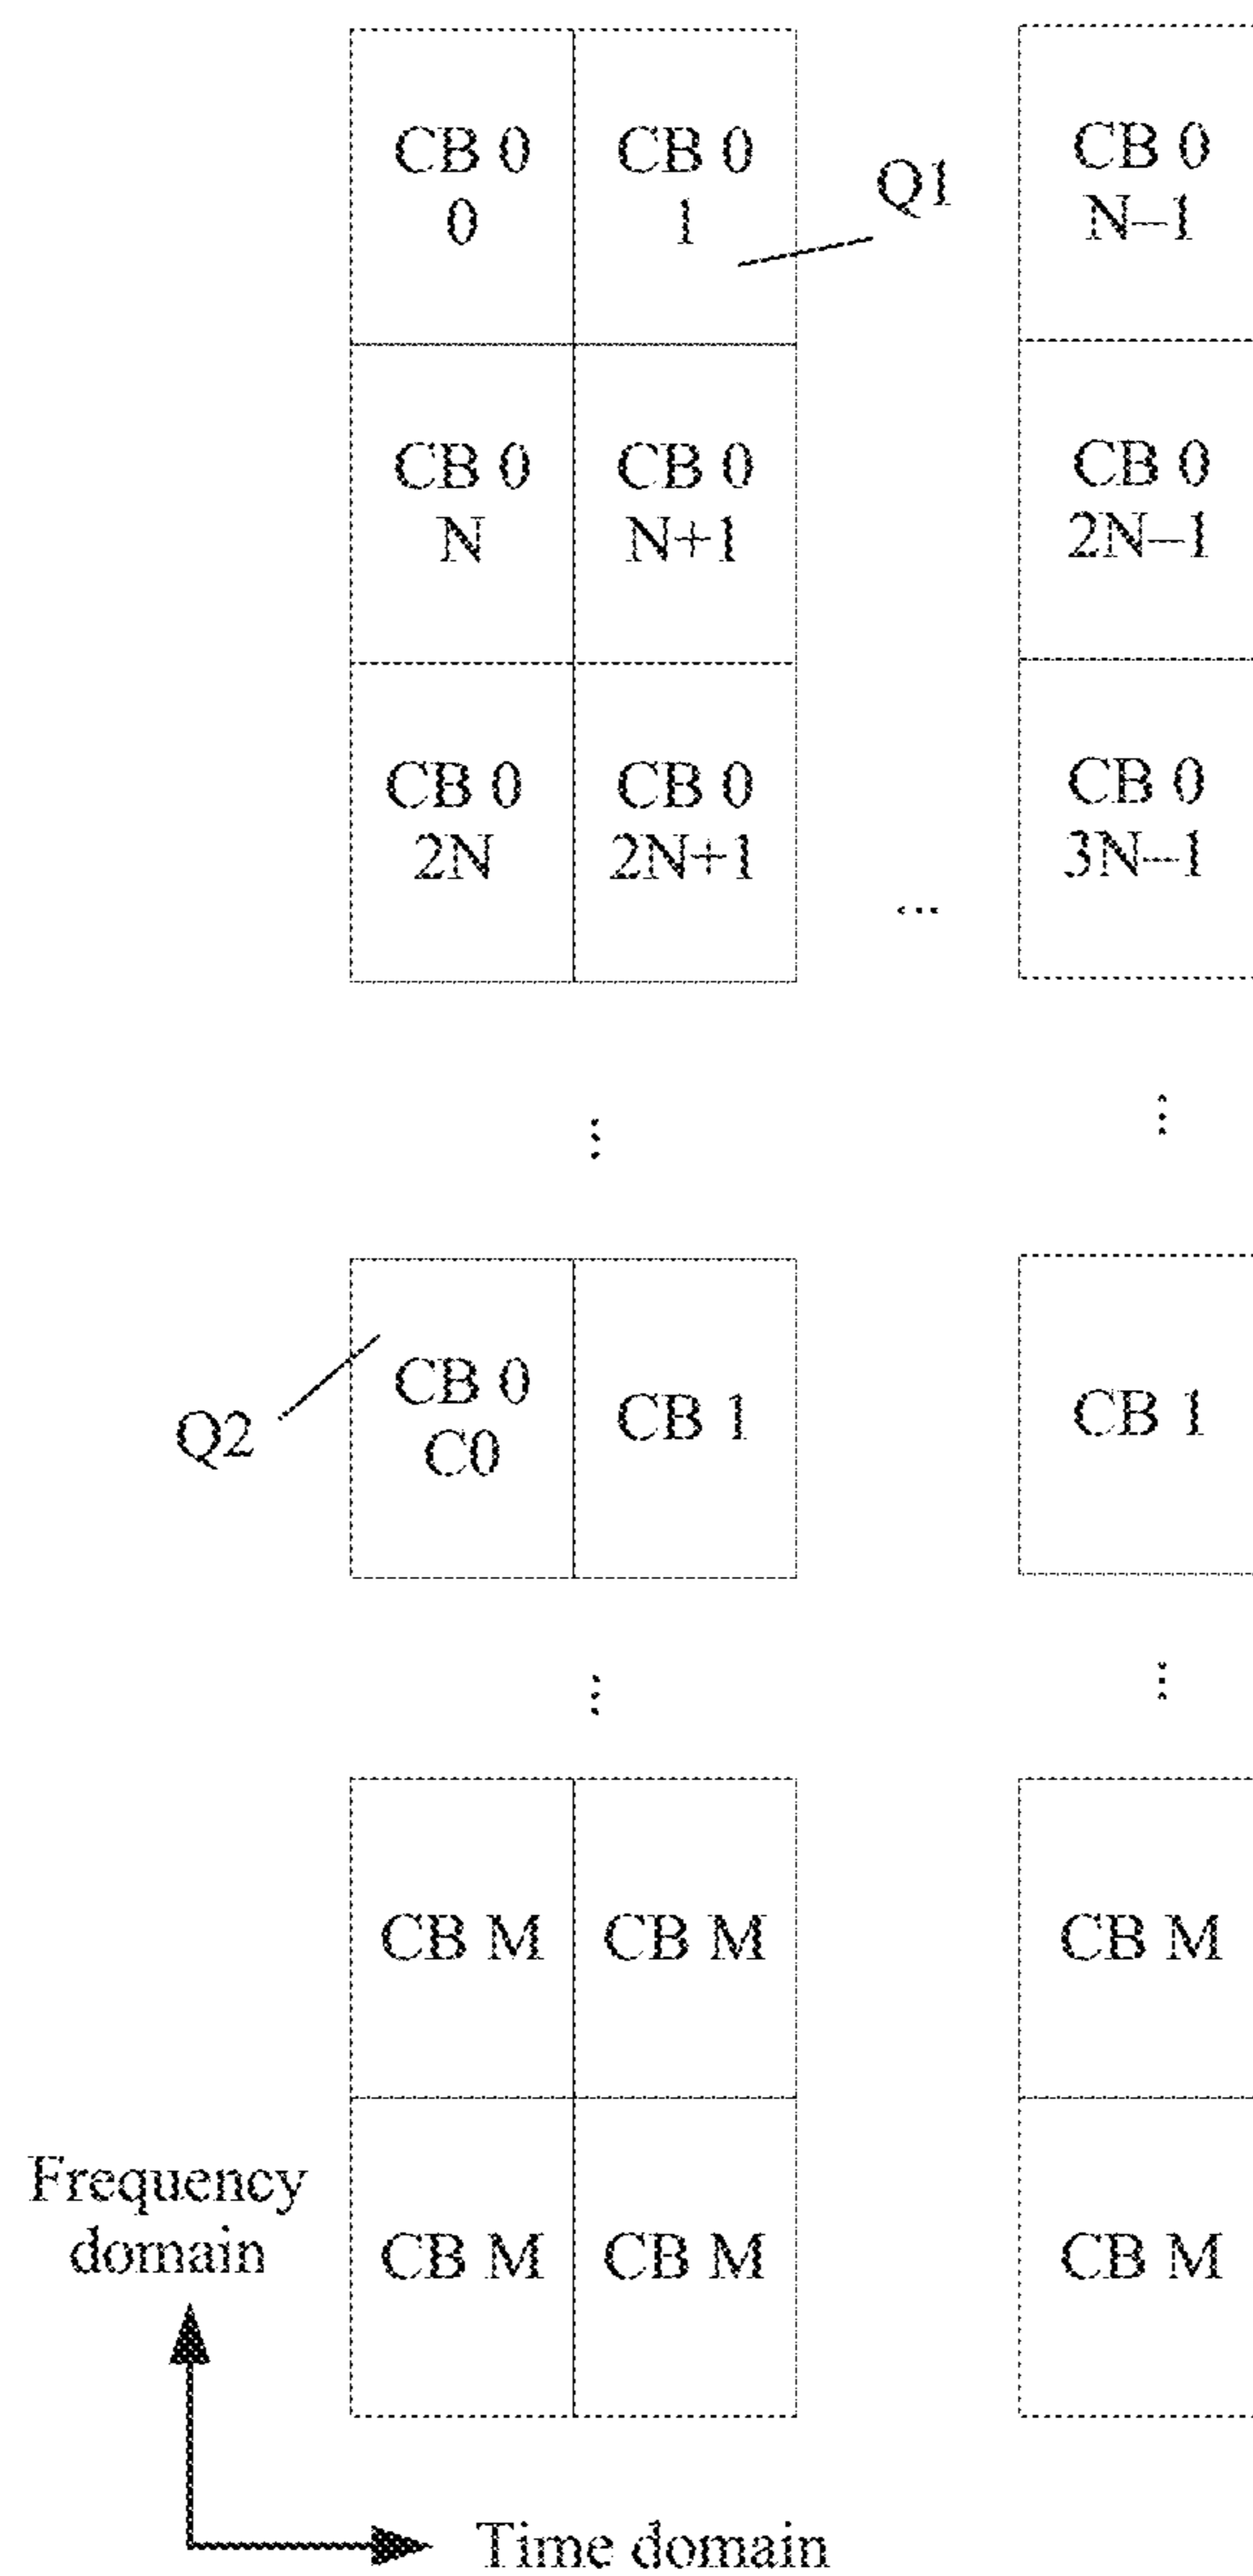 CB 0
0
CB 0
1
Q1
CB 0
N–1
CB 0
N
CB 0
N+1
CB 0
2N–1
CB 0
2N
CB 0
2N+1
...
CB 0
3N–1
Q2
CB 0
C0
CB 1
CB 1
CB M
CB M
CB M
CB M
CB M
CB M
Frequency
domain
Time domain